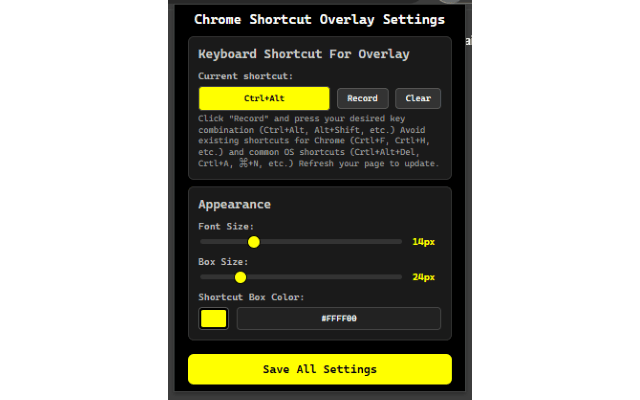 Chrome Shortcut Overlay Settings
Keyboard Shortcut For Overlay
Current shortcut:
Ctrl+Alt
Record
Clear
Click "Record" and press your desired key
combination (Ctrl+Alt, Alt+Shift, etc.) Avoid
existing shortcuts for Chrome (Crtl+F, Crtl+H,
etc.) and common OS shortcuts (Crtl+Alt+Del,
Crtl+A, ⌘+N, etc.) Refresh your page to update.
Appearance
Font Size:
14px
Box Size:
24px
Shortcut Box Color:
#FFFF00
Save All Settings